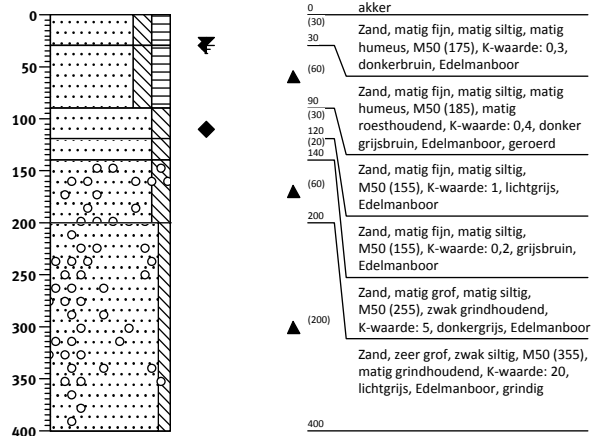 0
50
100
150
200
250
300
350
400
0
akker
(30)
Zand, matig fijn, matig siltig, matig
humeus, M50 (175), K-waarde: 0,3,
donkerbruin, Edelmanboor
30
(60)
Zand, matig fijn, matig siltig, matig
humeus, M50 (185), matig
roesthoudend, K-waarde: 0,4, donker
grijsbruin, Edelmanboor, geroerd
90
(30)
Zand, matig fijn, matig siltig,
M50 (155), K-waarde: 1, lichtgrijs,
Edelmanboor
120
(20)
Zand, matig fijn, matig siltig,
M50 (155), K-waarde: 0,2, grijsbruin,
Edelmanboor
140
(60)
Zand, matig grof, matig siltig,
M50 (255), zwak grindhoudend,
K-waarde: 5, donkergrijs, Edelmanboor
200
(200)
Zand, zeer grof, zwak siltig, M50 (355),
matig grindhoudend, K-waarde: 20,
lichtgrijs, Edelmanboor, grindig
400